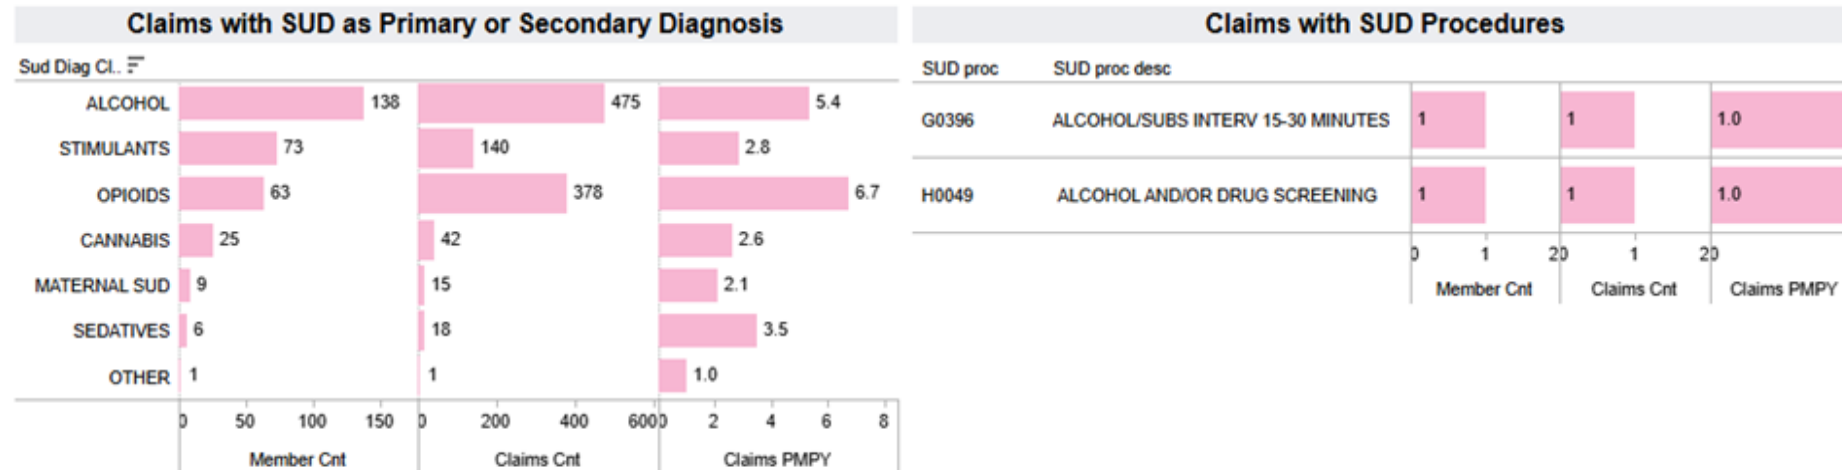 Claims with SUD as Primary or Secondary Diagnosis
Sud Diag Cl..
ALCOHOL 138 475 5.4
STIMULANTS 73 140 2.8
OPIOIDS 63 378 6.7
CANNABIS 25 42 2.6
MATERNAL SUD 9 15 2.1
SEDATIVES 6 18 3.5
OTHER 1 1 1.0
0 50 100 150 0 200 400 600 0 2 4 6 8
Member Cnt Claims Cnt Claims PMPY
Claims with SUD Procedures
SUD proc SUD proc desc
G0396 ALCOHOL/SUBS INTERV 15-30 MINUTES 1 1 1.0
H0049 ALCOHOL AND/OR DRUG SCREENING 1 1 1.0
0 1 2 0 1 2 0
Member Cnt Claims Cnt Claims PMPY